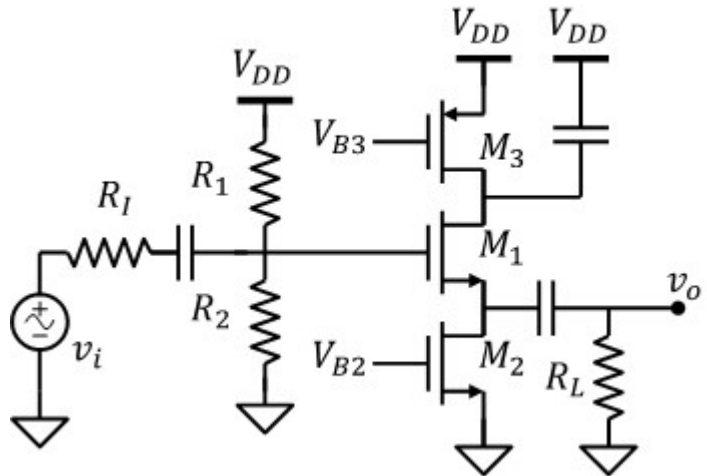 V_DD V_DD
V_DD
V_B3 M_3
R_1
R_I
M_1
v_o
R_2
v_i V_B2 M_2 R_L